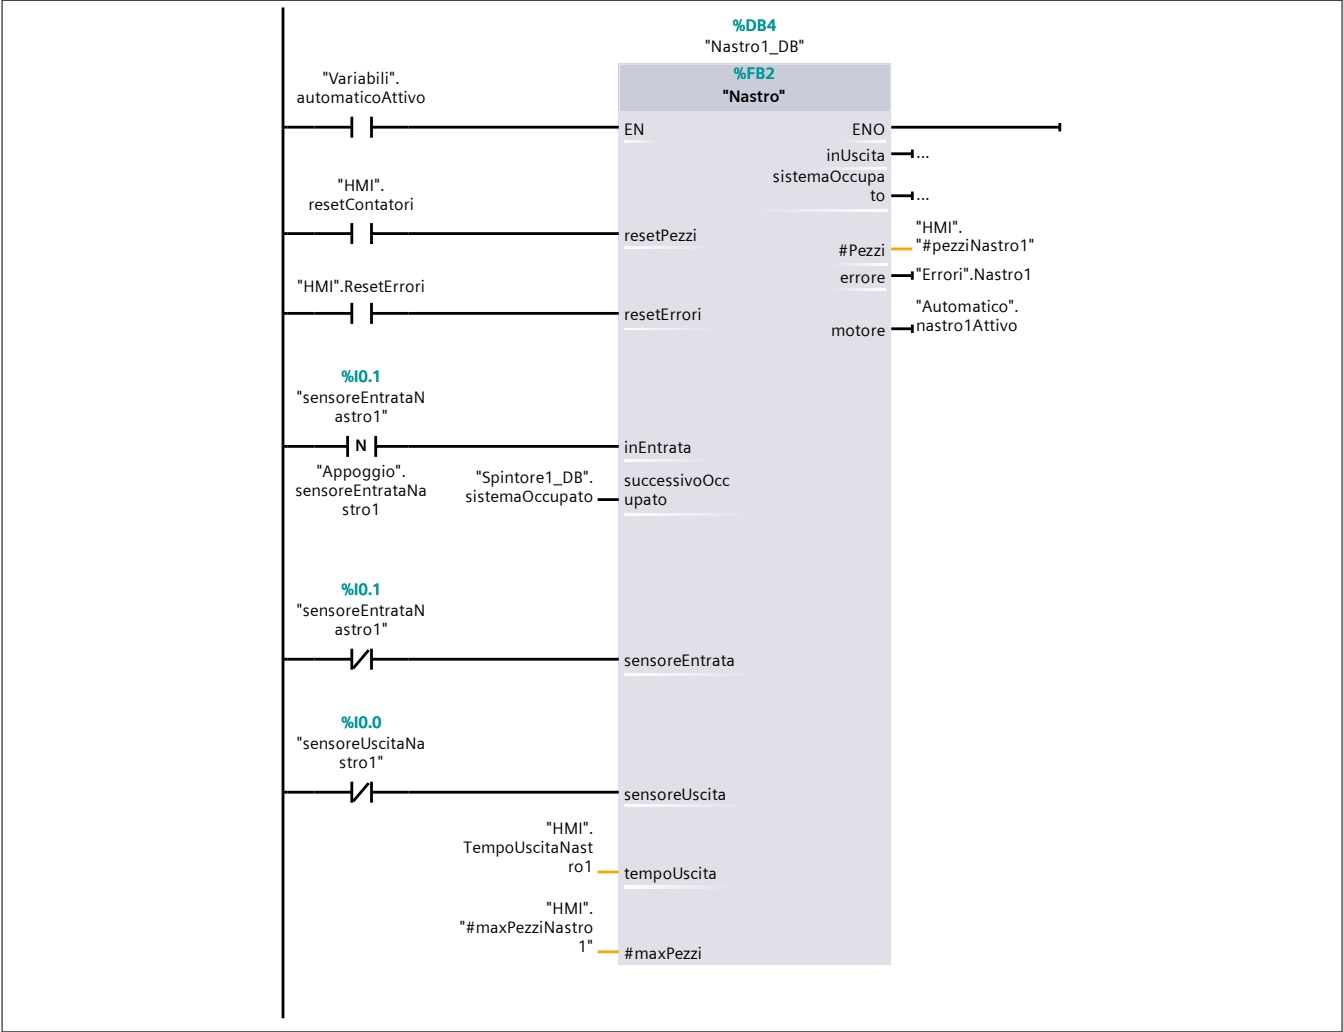 %DB4
"Nastro1_DB"
%FB2
"Nastro"
"Variabili".
automaticoAttivo
EN
ENO
inUscita
...
sistemaOccupa
to
...
"HMI".
resetContatori
resetPezzi
#Pezzi
"HMI".
"#pezziNastro1"
errore
"Errori".Nastro1
"HMI".ResetErrori
resetErrori
motore
"Automatico".
nastro1Attivo
%I0.1
"sensoreEntrataN
astro1"
N
"Appoggio".
sensoreEntrataNa
stro1
inEntrata
"Spintore1_DB".
sistemaOccupato
successivoOcc
upato
%I0.1
"sensoreEntrataN
astro1"
sensoreEntrata
%I0.0
"sensoreUscitaNa
stro1"
sensoreUscita
"HMI".
TempoUscitaNast
ro1
tempoUscita
"HMI".
"#maxPezziNastro
1"
#maxPezzi